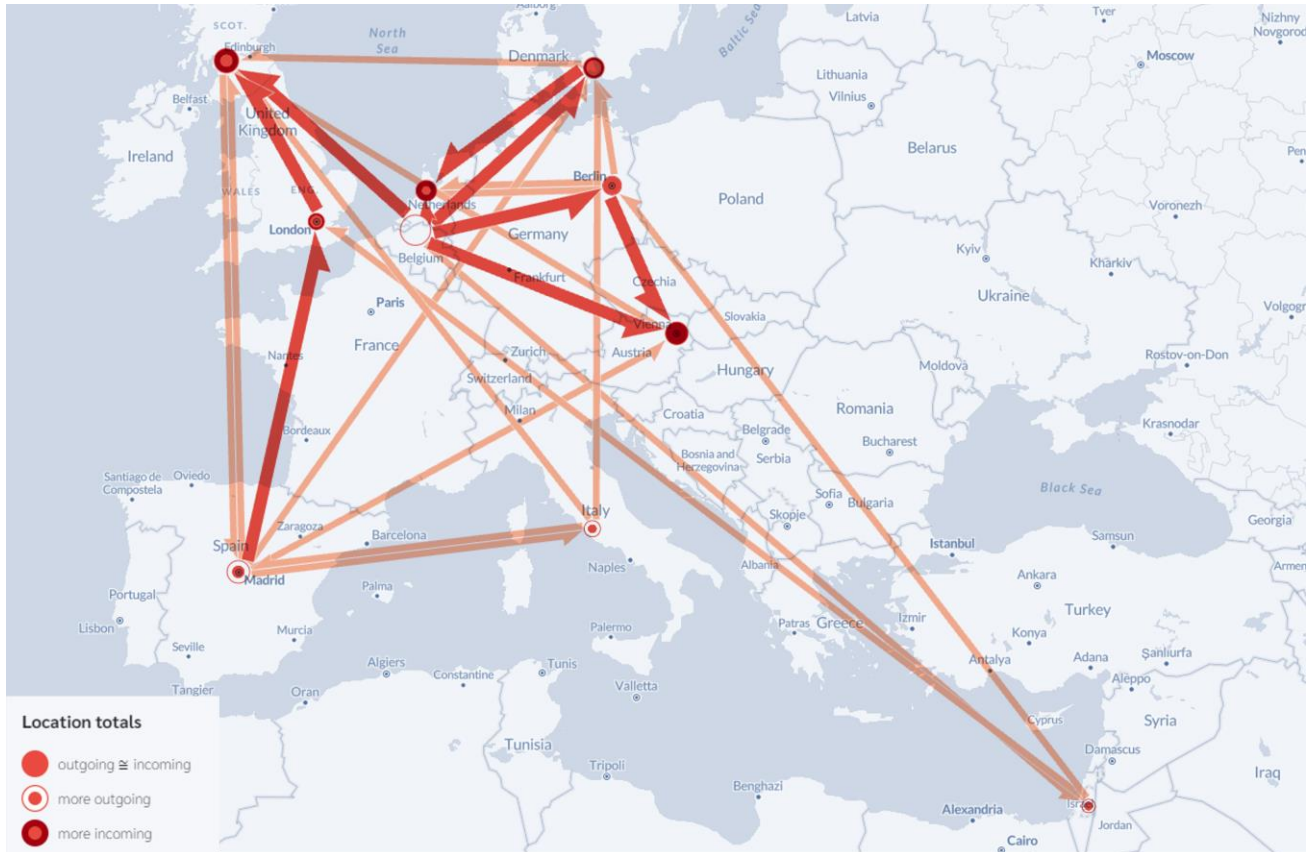 SCOT.
Edinburgh
North
Sea
Aalborg
Denmark
Baltic Sea
Latvia
Tver
Nizhny
Novgorod
Moscow
Lithuania
Vilnius
Belfast
United
Kingdom
Ireland
Belarus
WALES
ENG.
Netherlands
Berlin
Poland
Voronezh
London
Germany
Belgium
Kyiv
Kharkiv
Frankfurt
Czechia
Ukraine
Paris
Slovakia
Vienna
Volgogr
France
Nantes
Zurich
Austria
Hungary
Moldova
Rostov-on-Don
Switzerland
Milan
Croatia
Romania
Krasnodar
Bordeaux
Belgrade
Bucharest
Bosnia and
Herzegovina
Serbia
Santiago de
Compostela
Oviedo
Sofia
Bulgaria
Black Sea
Italy
Skopje
Georgia
Zaragoza
Barcelona
Spain
Istanbul
Samsun
Madrid
Naples
Albania
Armen
Ankara
Portugal
Palma
Turkey
Lisbon
Murcia
Palermo
Patras
Greece
Izmir
Konya
Seville
Antalya
Adana
Şanlıurfa
Algiers
Constantine
Tunis
Valletta
Aleppo
Tangier
Oran
Cyprus
Syria
Tunisia
Damascus
Tripoli
Benghazi
Iraq
Alexandria
Jordan
Cairo
Location totals
outgoing ≅ incoming
more outgoing
more incoming